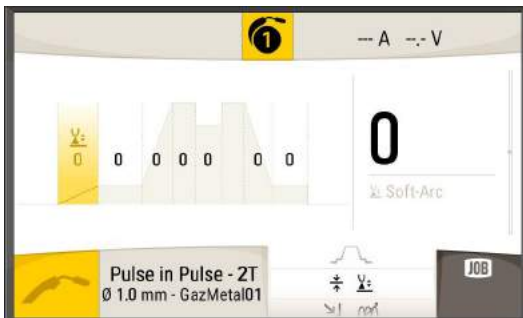 1 --- A --.- V
0 0 0 0 0 0 0
0
Soft-Arc
Pulse in Pulse - 2T
Ø 1.0 mm - GazMetal01
JOB